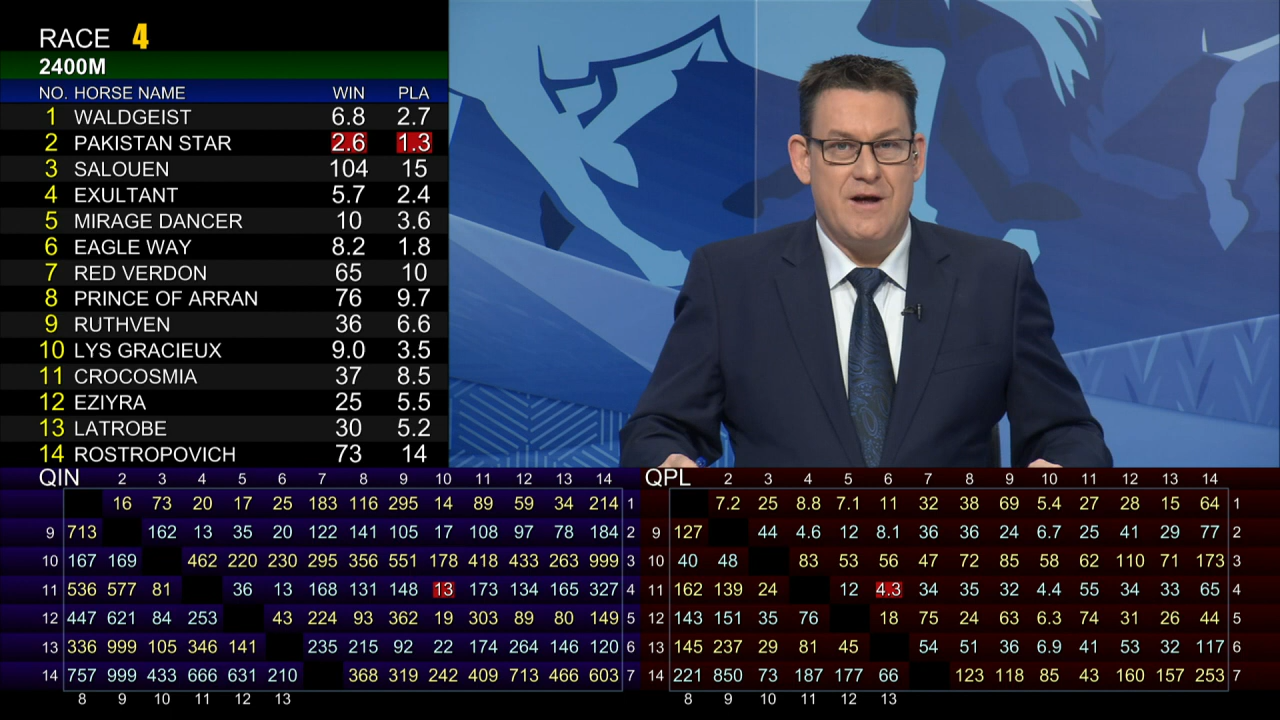 RACE 4
2400M
NO. HORSE NAME WIN PLA
1 WALDGEIST 6.8 2.7
2 PAKISTAN STAR 2.6 1.3
3 SALOUEN 104 15
4 EXULTANT 5.7 2.4
5 MIRAGE DANCER 10 3.6
6 EAGLE WAY 8.2 1.8
7 RED VERDON 65 10
8 PRINCE OF ARRAN 76 9.7
9 RUTHVEN 36 6.6
10 LYS GRACIEUX 9.0 3.5
11 CROCOSMIA 37 8.5
12 EZIYRA 25 5.5
13 LATROBE 30 5.2
14 ROSTROPOVICH 73 14
QIN 2 3 4 5 6 7 8 9 10 11 12 13 14
16 73 20 17 25 183 116 295 14 89 59 34 214 1
9 713 162 13 35 20 122 141 105 17 108 97 78 184 2
10 167 169 462 220 230 295 356 551 178 418 433 263 999 3
11 536 577 81 36 13 168 131 148 13 173 134 165 327 4
12 447 621 84 253 43 224 93 362 19 303 89 80 149 5
13 336 999 105 346 141 235 215 92 22 174 264 146 120 6
14 757 999 433 666 631 210 368 319 242 409 713 466 603 7
8 9 10 11 12 13
QPL 2 3 4 5 6 7 8 9 10 11 12 13 14
7.2 25 8.8 7.1 11 32 38 69 5.4 27 28 15 64 1
9 127 44 4.6 12 8.1 36 36 24 6.7 25 41 29 77 2
10 40 48 83 53 56 47 72 85 58 62 110 71 173 3
11 162 139 24 12 4.3 34 35 32 4.4 55 34 33 65 4
12 143 151 35 76 18 75 24 63 6.3 74 31 26 44 5
13 145 237 29 81 45 54 51 36 6.9 41 53 32 117 6
14 221 850 73 187 177 66 123 118 85 43 160 157 253 7
8 9 10 11 12 13